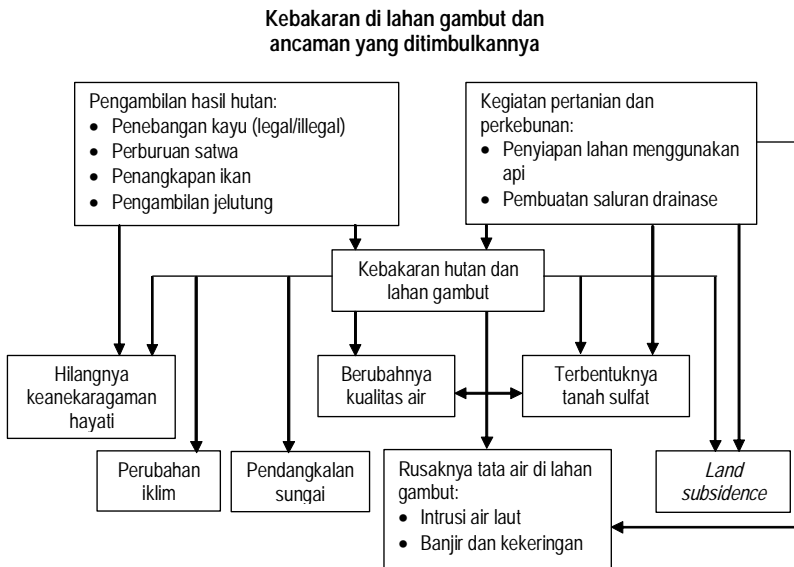 Kebakaran di lahan gambut dan
ancaman yang ditimbulkannya
Pengambilan hasil hutan:
• Penebangan kayu (legal/illegal)
• Perburuan satwa
• Penangkapan ikan
• Pengambilan jelutung
Kegiatan pertanian dan
perkebunan:
• Penyiapan lahan menggunakan
api
• Pembuatan saluran drainase
Kebakaran hutan dan
lahan gambut
Hilangnya
keanekaragaman
hayati
Berubahnya
kualitas air
Terbentuknya
tanah sulfat
Perubahan
iklim
Pendangkalan
sungai
Rusaknya tata air di lahan
gambut:
• Intrusi air laut
• Banjir dan kekeringan
Land
subsidence